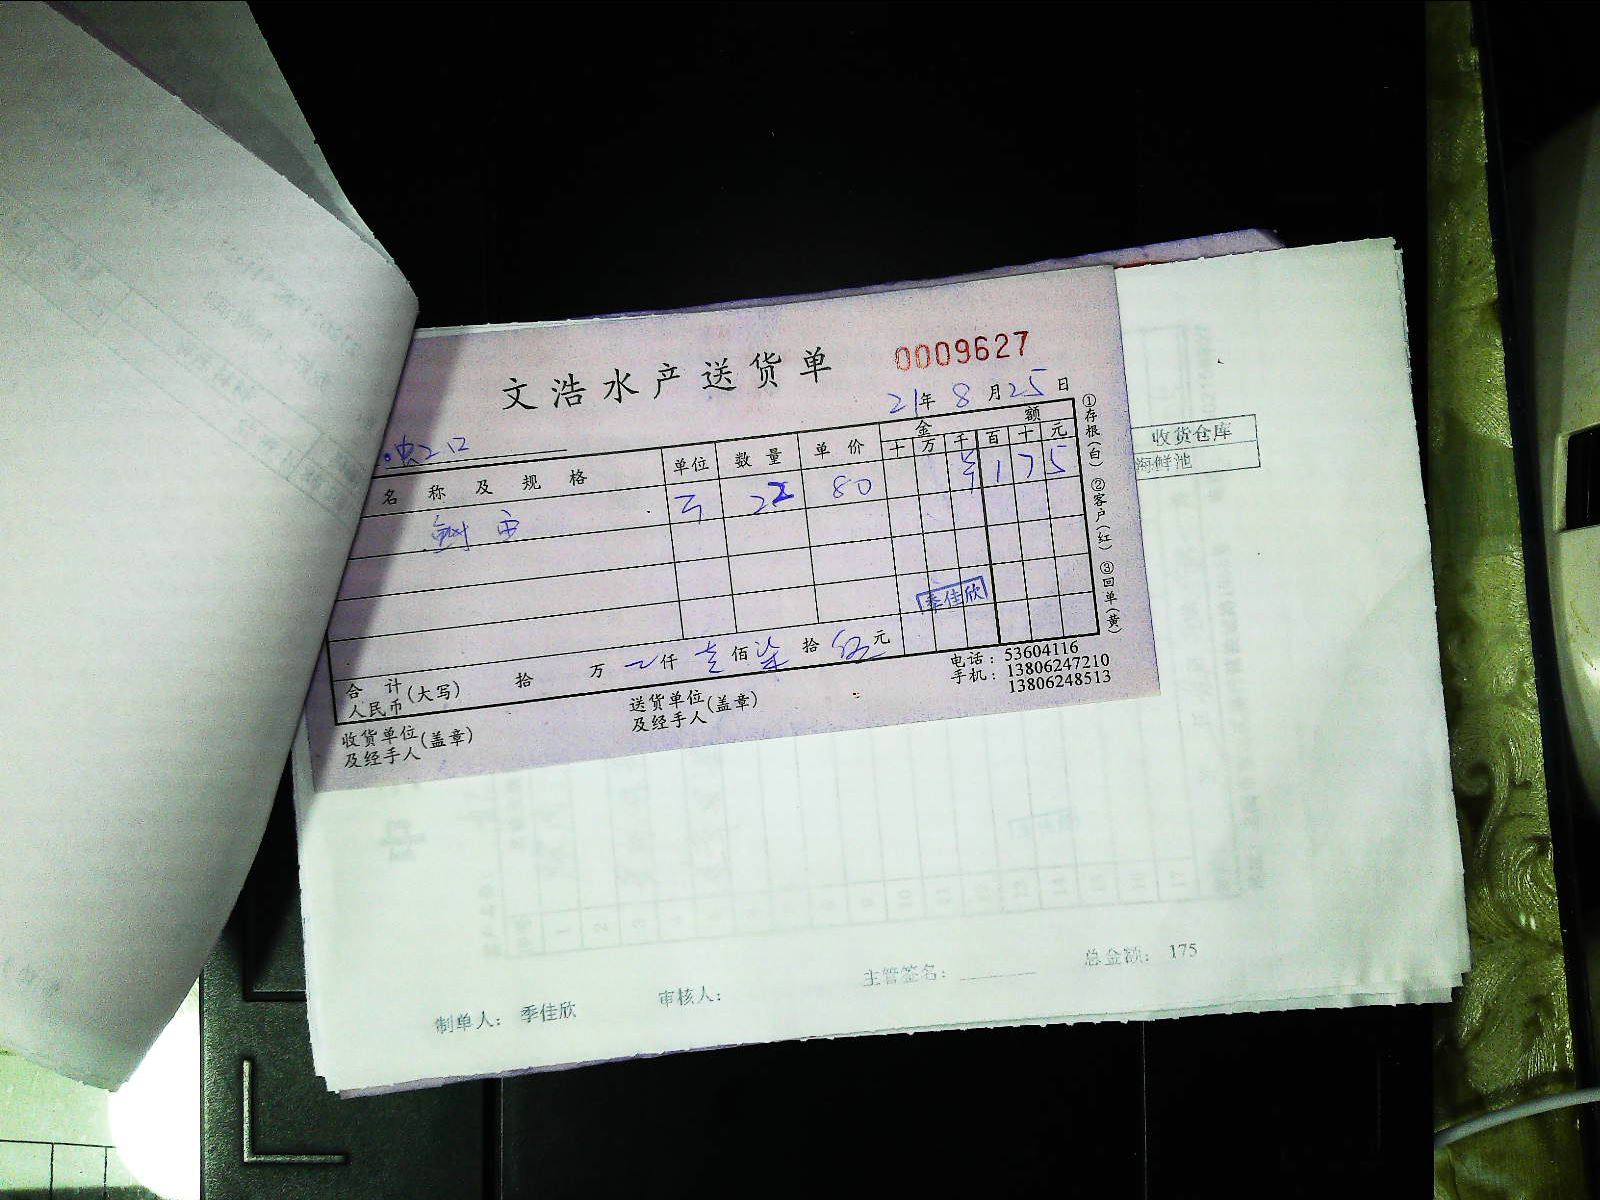 文浩水产送货单
0009627
21年8月25日
名称及规格 单位 数量 单价 金额
十 万 千 百 十 元
22 80 175
季佳欣
合计
人民币(大写) 拾 万 仟 壹佰 柒拾 伍元
收货单位
及经手人(盖章)
送货单位
及经手人(盖章)
电话：53604116
手机：13806247210
13806248513
①存根(白) ②客户(红) ③回单(黄)
收货仓库
海鲜池
制单人： 季佳欣
审核人：
主管签名：
总金额： 175